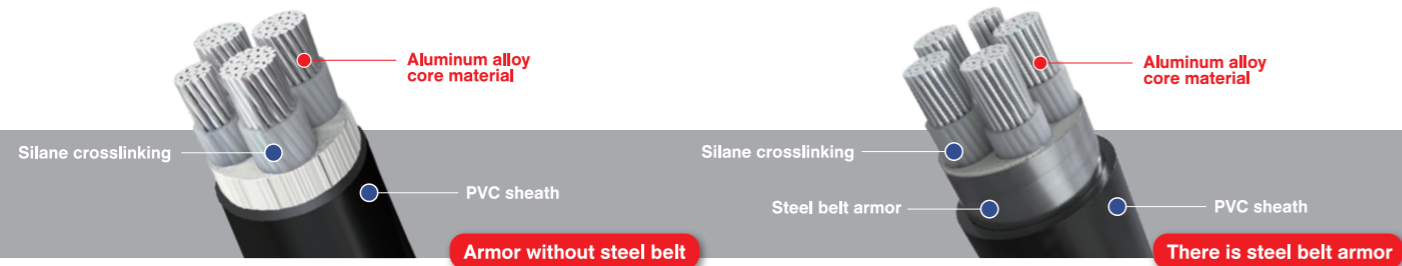 Aluminum alloy
core material
Silane crosslinking
PVC sheath
Armor without steel belt
Aluminum alloy
core material
Silane crosslinking
Steel belt armor
PVC sheath
There is steel belt armor